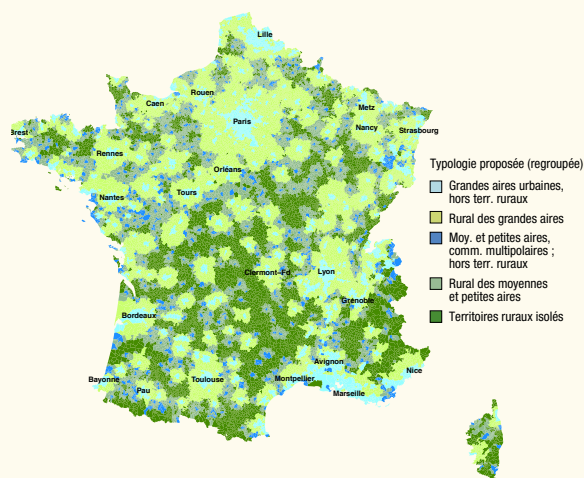 Lille
Rouen
Caen
Metz
Paris
Nancy
Strasbourg
Brest
Rennes
Orléans
Nantes
Tours
Clermont-Fd
Lyon
Grenoble
Bordeaux
Avignon
Nice
Bayonne
Pau
Toulouse
Montpellier
Marseille
Typologie proposée (regroupée)
Grandes aires urbaines,
hors terr. ruraux
Rural des grandes aires
Moy. et petites aires,
comm. multipolaires ;
hors terr. ruraux
Rural des moyennes
et petites aires
Territoires ruraux isolés